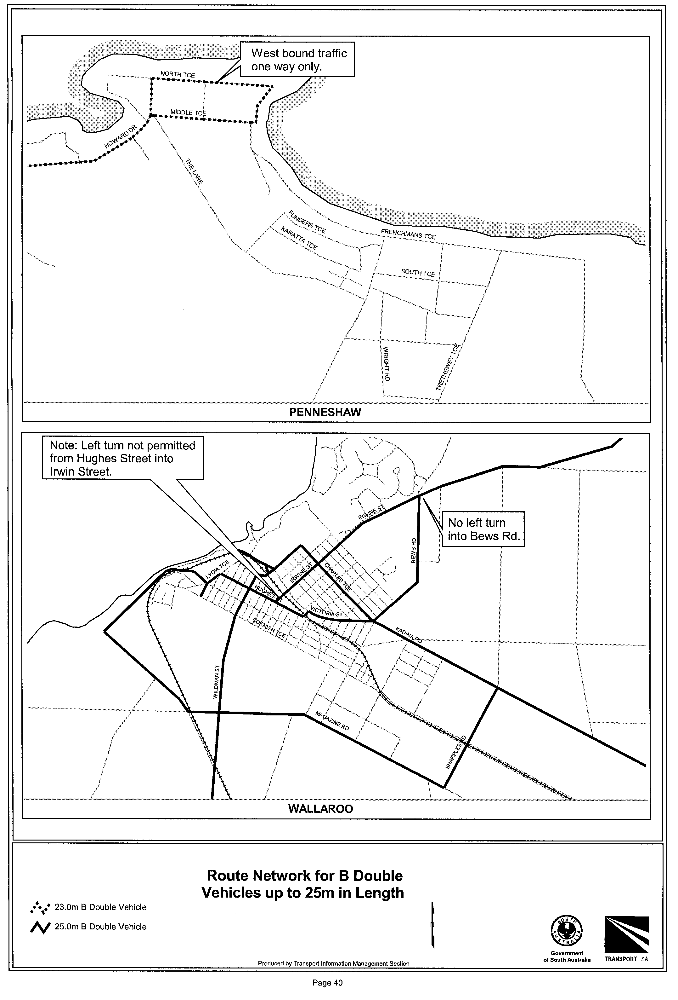 West bound traffic
one way only.
NORTH TCE
MIDDLE TCE
HOWARD DR
THE LANE
FLINDERS TCE
KARATTA TCE
FRENCHMANS TCE
SOUTH TCE
WRIGHT RD
TRETHEWEY TCE
PENNESHAW
Note: Left turn not permitted
from Hughes Street into
Irwin Street.
IRWINE ST
No left turn
into Bews Rd.
BEWS RD
LYDIA TCE
IRWINE ST
CHARLES TCE
HUGHES ST
VICTORIA ST
CORNISH TCE
KADINA RD
WILDMAN ST
MAGAZINE RD
SHARPLES RD
WALLAROO
Route Network for B Double
Vehicles up to 25m in Length
23.0m B Double Vehicle
25.0m B Double Vehicle
N
SOUTH AUSTRALIA
Government
of South Australia
TRANSPORT SA
Produced by Transport Information Management Section
Page 40